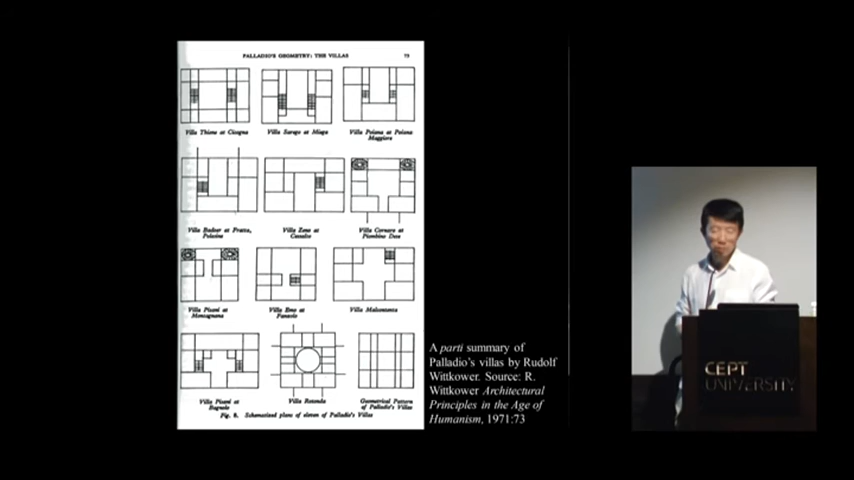 PALLADIO'S GEOMETRY: THE VILLAS 73
Villa Thiene at Cicogna
Villa Sarego at Miega
Villa Poiana at Poiana
Maggiore
Villa Badoer at Fratta,
Polesine
Villa Zeno at
Cessalto
Villa Cornaro at
Piombino Dese
Villa Pisani at
Montagnana
Villa Emo at
Fanzolo
Villa Malcontenta
Villa Pisani at
Bagnolo
Villa Rotonda
Geometrical Pattern
of Palladio's Villas
Fig. 8. Schematized plans of eleven of Palladio's Villas
A parti summary of
Palladio's villas by Rudolf
Wittkower. Source: R.
Wittkower Architectural
Principles in the Age of
Humanism, 1971:73
CEPT
UNIVERSITY